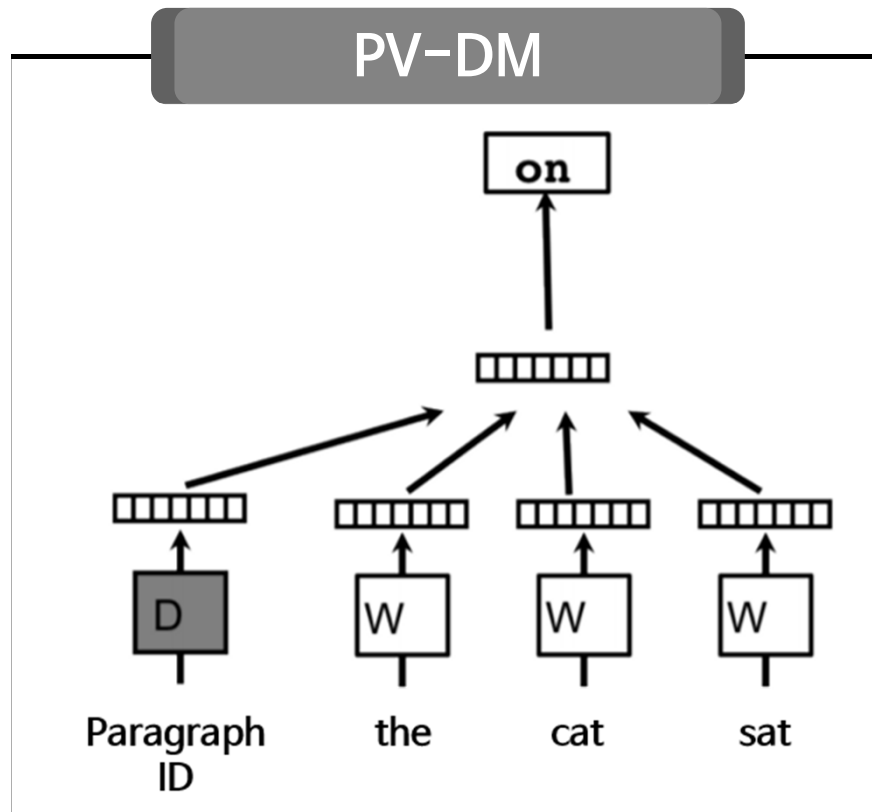 PV-DM
on
D
W
W
W
Paragraph
ID
the
cat
sat